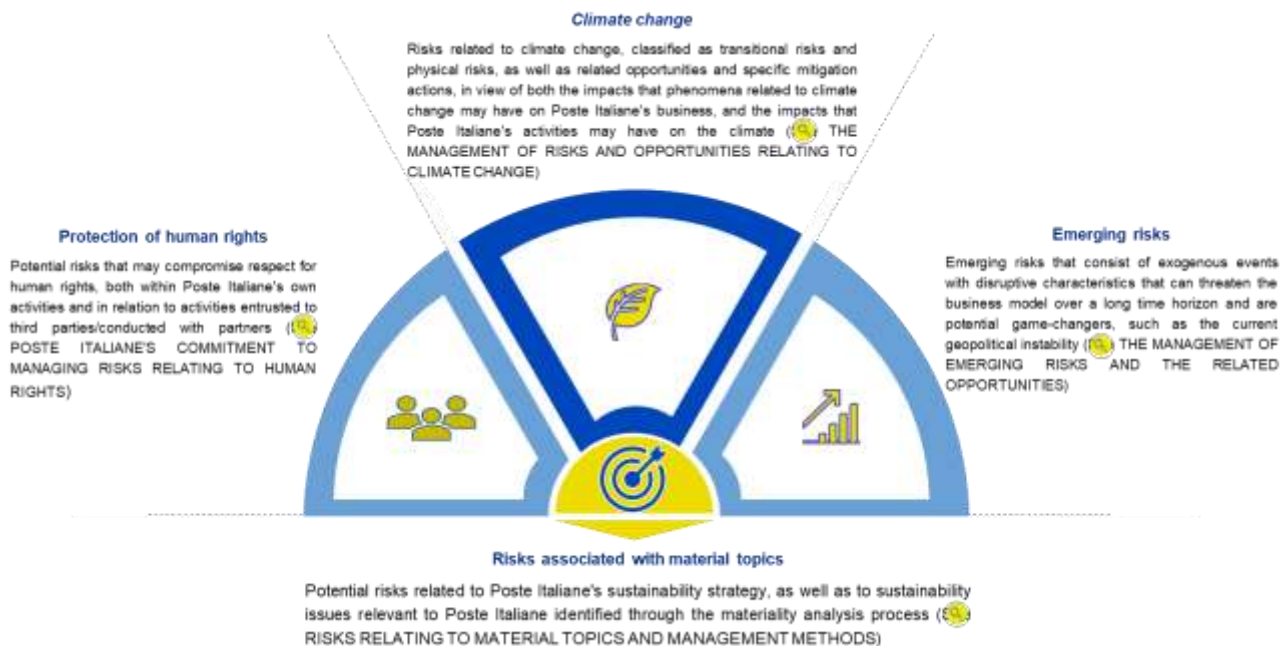 Climate change
Risks related to climate change, classified as transitional risks and
physical risks, as well as related opportunities and specific mitigation
actions, in view of both the impacts that phenomena related to climate
change may have on Poste Italiane's business, and the impacts that
Poste Italiane's activities may have on the climate ( THE
MANAGEMENT OF RISKS AND OPPORTUNITIES RELATING TO
CLIMATE CHANGE)
Protection of human rights
Potential risks that may compromise respect for
human rights, both within Poste Italiane's own
activities and in relation to activities entrusted to
third parties/conducted with partners (
POSTE ITALIANE'S COMMITMENT TO
MANAGING RISKS RELATING TO HUMAN
RIGHTS)
Emerging risks
Emerging risks that consist of exogenous events
with disruptive characteristics that can threaten the
business model over a long time horizon and are
potential game-changers, such as the current
geopolitical instability ( THE MANAGEMENT OF
EMERGING RISKS AND THE RELATED
OPPORTUNITIES)
Risks associated with material topics
Potential risks related to Poste Italiane's sustainability strategy, as well as to sustainability
issues relevant to Poste Italiane identified through the materiality analysis process (
RISKS RELATING TO MATERIAL TOPICS AND MANAGEMENT METHODS)